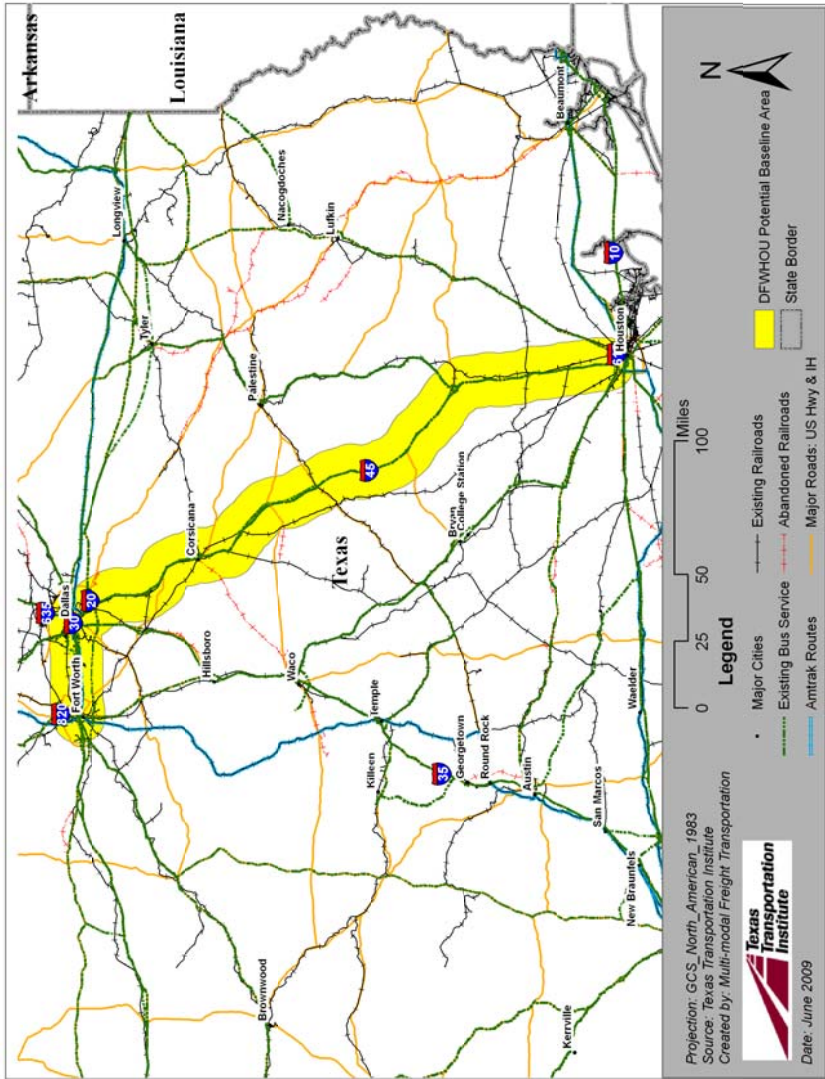 Arkansas
Louisiana
Longview
Tyler
Nacogdoches
Lufkin
Palestine
Beaumont
10
Houston
45
Corsicana
Texas
Bryan
College Station
635
Dallas
30
20
Fort Worth
820
Hillsboro
Waco
Temple
Killeen
35
Georgetown
Round Rock
Austin
San Marcos
New Braunfels
Waelder
Brownwood
Kerrville
N
0
25
50
100
Miles
Legend
Major Cities
Existing Bus Service
Amtrak Routes
Existing Railroads
Abandoned Railroads
Major Roads: US Hwy & IH
DFWHOU Potential Baseline Area
State Border
Projection: GCS_North_American_1983
Source: Texas Transportation Institute
Created by: Multi-modal Freight Transportation
Texas
Transportation
Institute
Date: June 2009